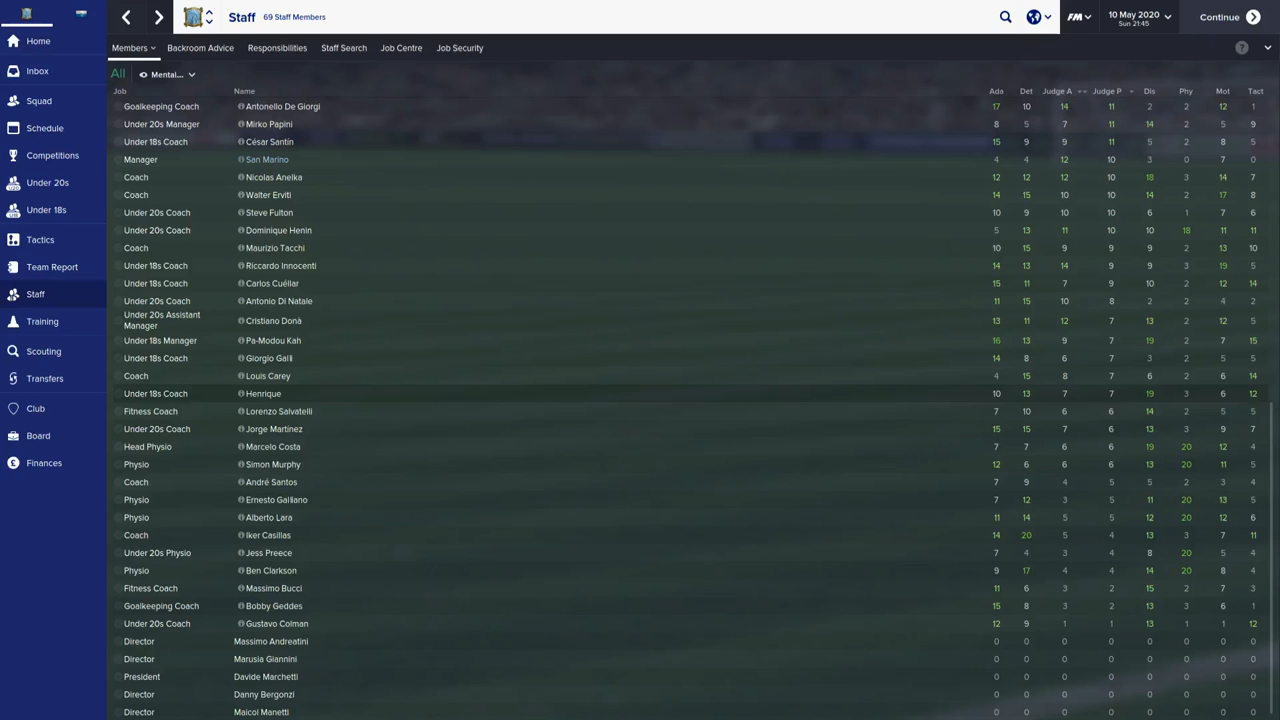 Staff 69 Staff Members
FM 10 May 2020 Sun 21:45 Continue
Home
Inbox
Squad
Schedule
Competitions
Under 20s
Under 18s
Tactics
Team Report
Staff
Training
Scouting
Transfers
Club
Board
Finances
Members Backroom Advice Responsibilities Staff Search Job Centre Job Security ?
All Mental...
Job Name Ada Det Judge A Judge P Dis Phy Mot Tact
Goalkeeping Coach Antonello De Giorgi 17 10 14 11 2 2 12 1
Under 20s Manager Mirko Papini 8 5 7 11 14 2 5 9
Under 18s Coach César Santín 15 9 9 11 5 2 8 5
Manager San Marino 4 4 12 10 3 0 7 0
Coach Nicolas Anelka 12 12 12 10 18 3 14 7
Coach Walter Erviti 14 15 10 10 14 2 17 8
Under 20s Coach Steve Fulton 10 9 10 10 6 1 7 6
Under 20s Coach Dominique Henin 5 13 11 10 10 18 11 11
Coach Maurizio Tacchi 10 15 9 9 9 2 13 10
Under 18s Coach Riccardo Innocenti 14 13 14 9 9 3 19 5
Under 18s Coach Carlos Cuéllar 15 11 7 9 10 2 12 14
Under 20s Coach Antonio Di Natale 11 15 10 8 2 2 4 2
Under 20s Assistant Manager Cristiano Donà 13 11 12 7 13 2 12 5
Under 18s Manager Pa-Modou Kah 16 13 9 7 19 2 7 15
Under 18s Coach Giorgio Galli 14 8 6 7 3 2 5 5
Coach Louis Carey 4 15 8 7 6 2 6 14
Under 18s Coach Henrique 10 13 7 7 19 3 6 12
Fitness Coach Lorenzo Salvatelli 7 10 6 6 14 2 5 5
Under 20s Coach Jorge Martínez 15 15 7 6 13 3 9 7
Head Physio Marcelo Costa 7 7 6 6 19 20 12 4
Physio Simon Murphy 12 6 6 6 13 20 11 5
Coach André Santos 7 9 4 5 5 2 3 4
Physio Ernesto Galliano 7 12 3 5 11 20 13 5
Physio Alberto Lara 11 14 5 5 12 20 12 6
Coach Iker Casillas 14 20 5 4 13 3 7 11
Under 20s Physio Jess Preece 7 4 3 4 8 20 5 4
Physio Ben Clarkson 9 17 4 4 14 20 8 4
Fitness Coach Massimo Bucci 11 6 3 2 15 2 7 3
Goalkeeping Coach Bobby Geddes 15 8 3 2 13 3 6 1
Under 20s Coach Gustavo Colman 12 9 1 1 13 1 1 12
Director Massimo Andreatini 0 0 0 0 0 0 0 0
Director Marusia Giannini 0 0 0 0 0 0 0 0
President Davide Marchetti 0 0 0 0 0 0 0 0
Director Danny Bergonzi 0 0 0 0 0 0 0 0
Director Maicol Manetti 0 0 0 0 0 0 0 0